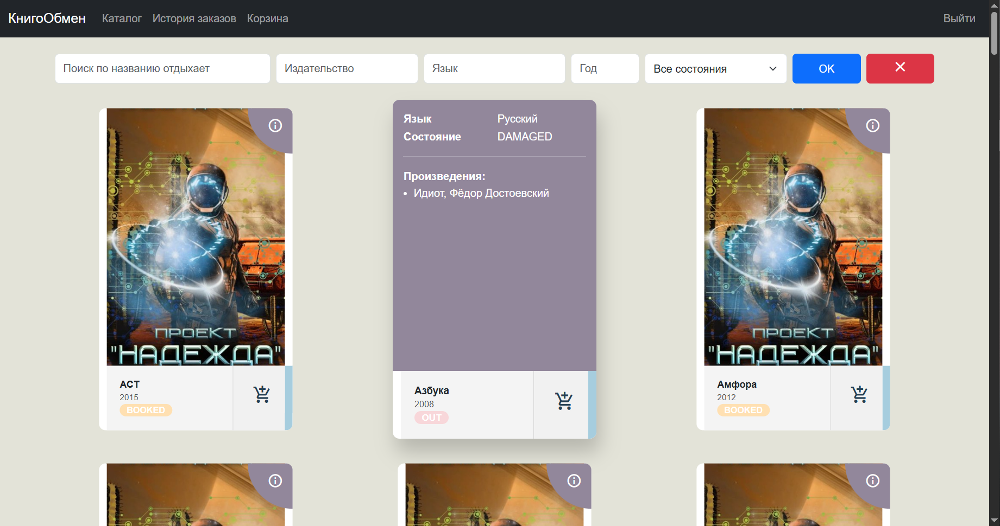 КнигоОбмен Каталог История заказов Корзина Выйти
Поиск по названию отдыхает Издательство Язык Год Все состояния OK
Язык Русский
Состояние DAMAGED
Произведения:
Идиот, Фёдор Достоевский
ПРОЕКТ
"НАДЕЖДА"
АСТ
2015
BOOKED
Азбука
2008
OUT
ПРОЕКТ
"НАДЕЖДА"
Амфора
2012
BOOKED